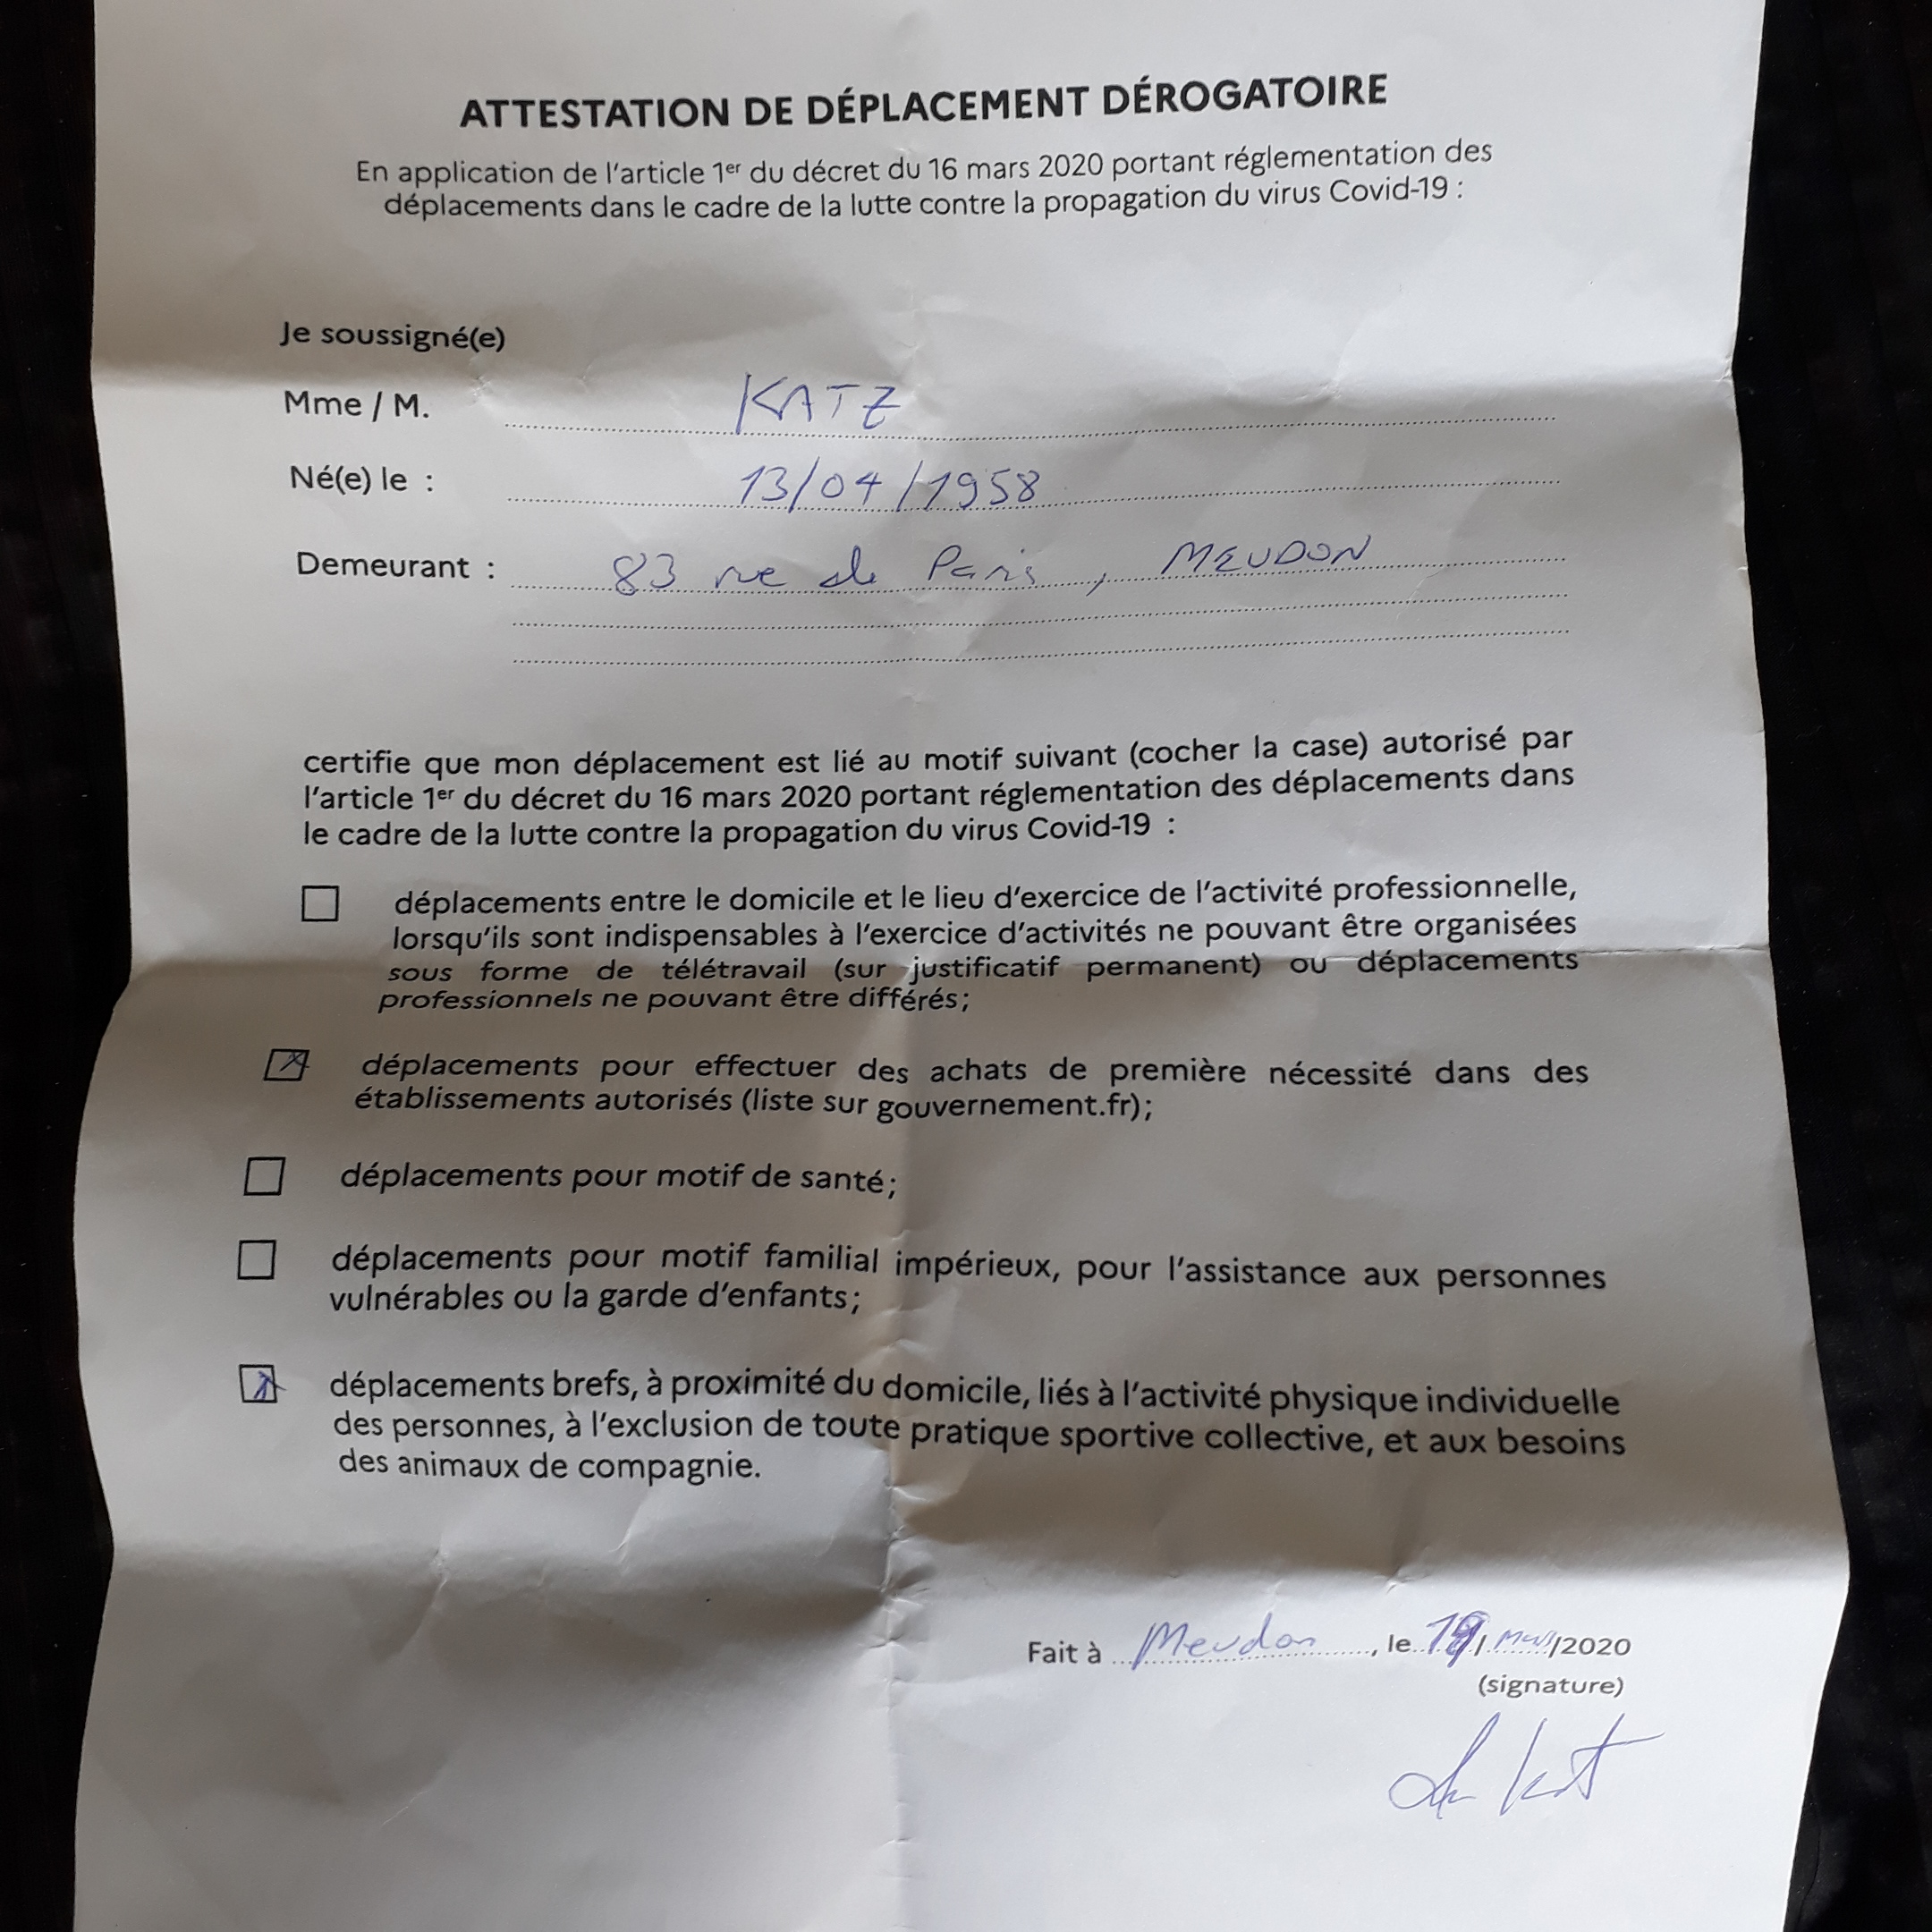 ATTESTATION DE DÉPLACEMENT DÉROGATOIRE
En application de l'article 1er du décret du 16 mars 2020 portant réglementation des
déplacements dans le cadre de la lutte contre la propagation du virus Covid-19 :
Je soussigné(e)
Mme / M. KATZ
Né(e) le : 13/04/1958
Demeurant : 83 rue de Paris, MEUDON
certifie que mon déplacement est lié au motif suivant (cocher la case) autorisé par
l'article 1er du décret du 16 mars 2020 portant réglementation des déplacements dans
le cadre de la lutte contre la propagation du virus Covid-19 :
déplacements entre le domicile et le lieu d'exercice de l'activité professionnelle,
lorsqu'ils sont indispensables à l'exercice d'activités ne pouvant être organisées
sous forme de télétravail (sur justificatif permanent) ou déplacements
professionnels ne pouvant être différés;
déplacements pour effectuer des achats de première nécessité dans des
établissements autorisés (liste sur gouvernement.fr);
déplacements pour motif de santé;
déplacements pour motif familial impérieux, pour l'assistance aux personnes
vulnérables ou la garde d'enfants;
déplacements brefs, à proximité du domicile, liés à l'activité physique individuelle
des personnes, à l'exclusion de toute pratique sportive collective, et aux besoins
des animaux de compagnie.
Fait à Meudon, le / mars/2020
(signature)